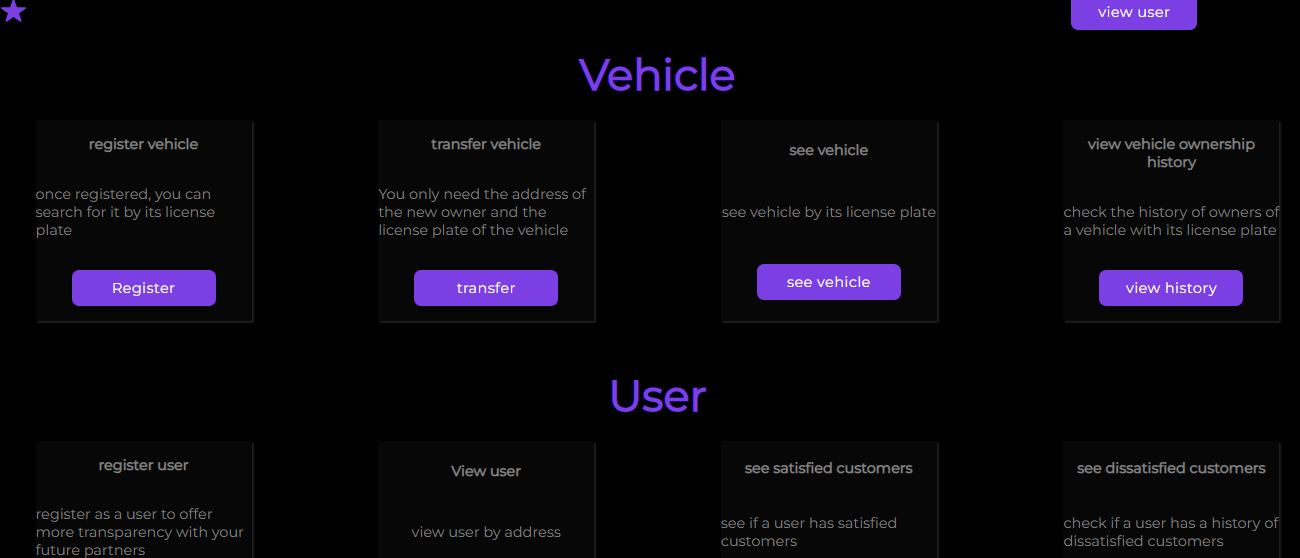 view user
Vehicle
register vehicle
once registered, you can
search for it by its license
plate
Register
transfer vehicle
You only need the address of
the new owner and the
license plate of the vehicle
transfer
see vehicle
see vehicle by its license plate
see vehicle
view vehicle ownership
history
check the history of owners of
a vehicle with its license plate
view history
User
register user
register as a user to offer
more transparency with your
future partners
View user
view user by address
see satisfied customers
see if a user has satisfied
customers
see dissatisfied customers
check if a user has a history of
dissatisfied customers